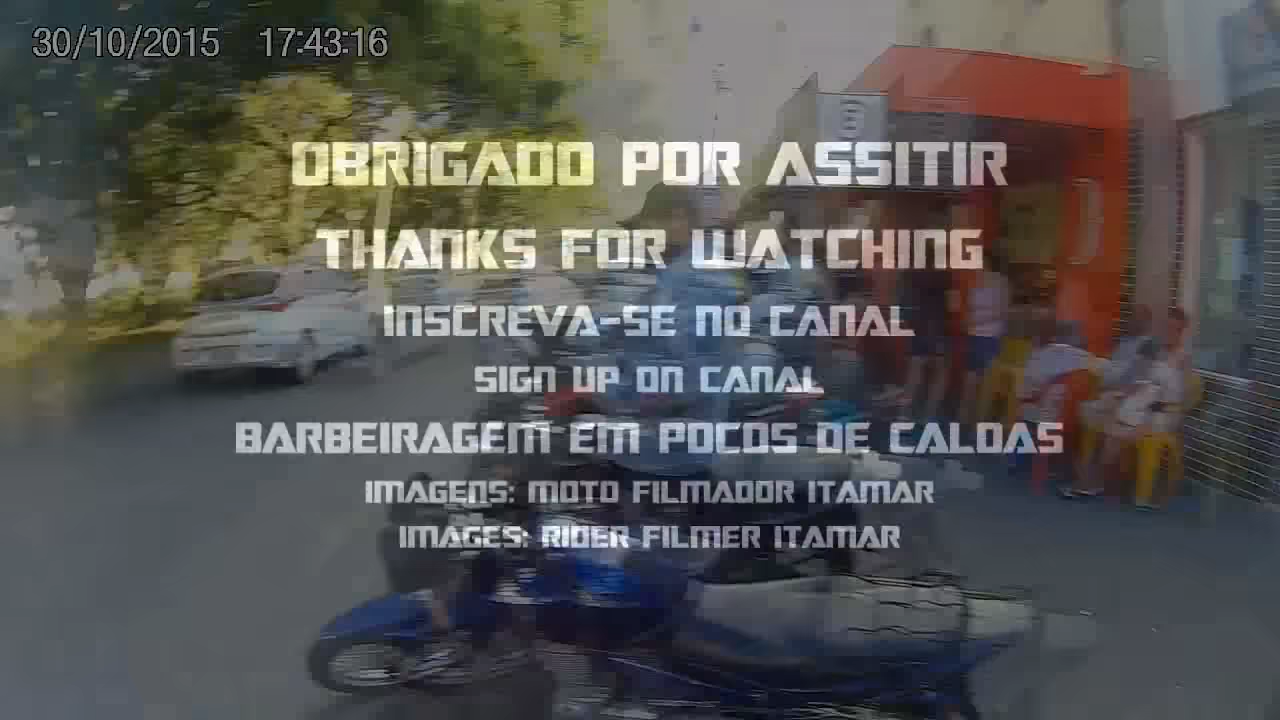 30/10/2015 17:43:16
OBRIGADO POR ASSITIR
THANKS FOR WATCHING
INSCREVA-SE NO CANAL
SIGN UP ON CANAL
BARBEIRAGEM EM POCOS DE CALDAS
IMAGENS: MOTO FILMADOR ITAMAR
IMAGES: RIDER FILMER ITAMAR